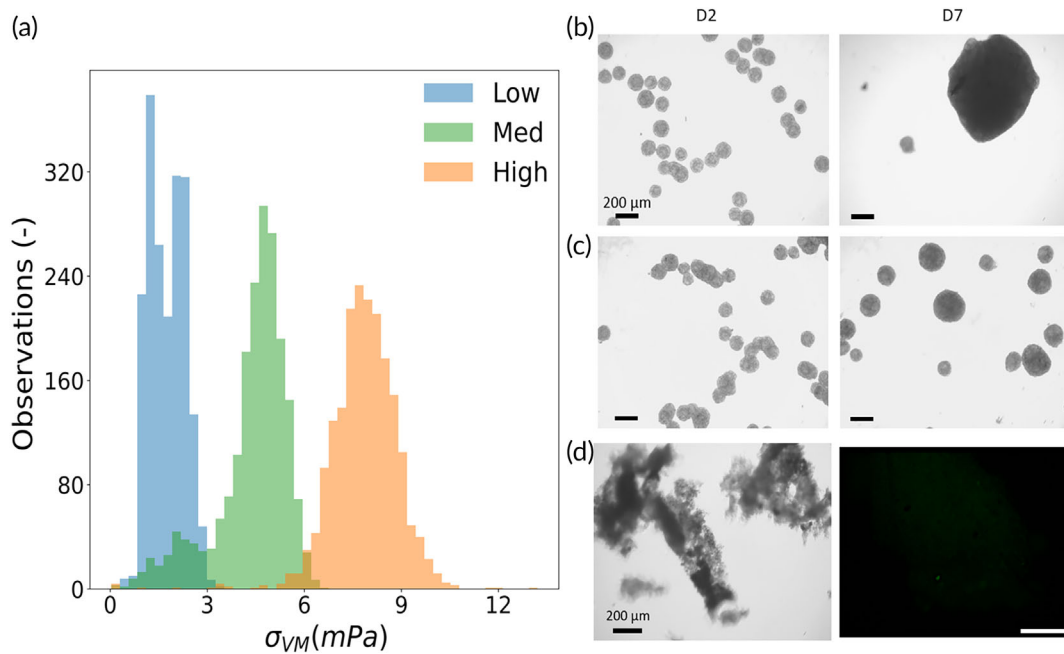 (a)
Low
Med
High
320
240
160
80
0
0
3
6
9
12
Observations (-)
σVM(mPa)
D2
D7
(b)
200 µm
(c)
(d)
200 µm